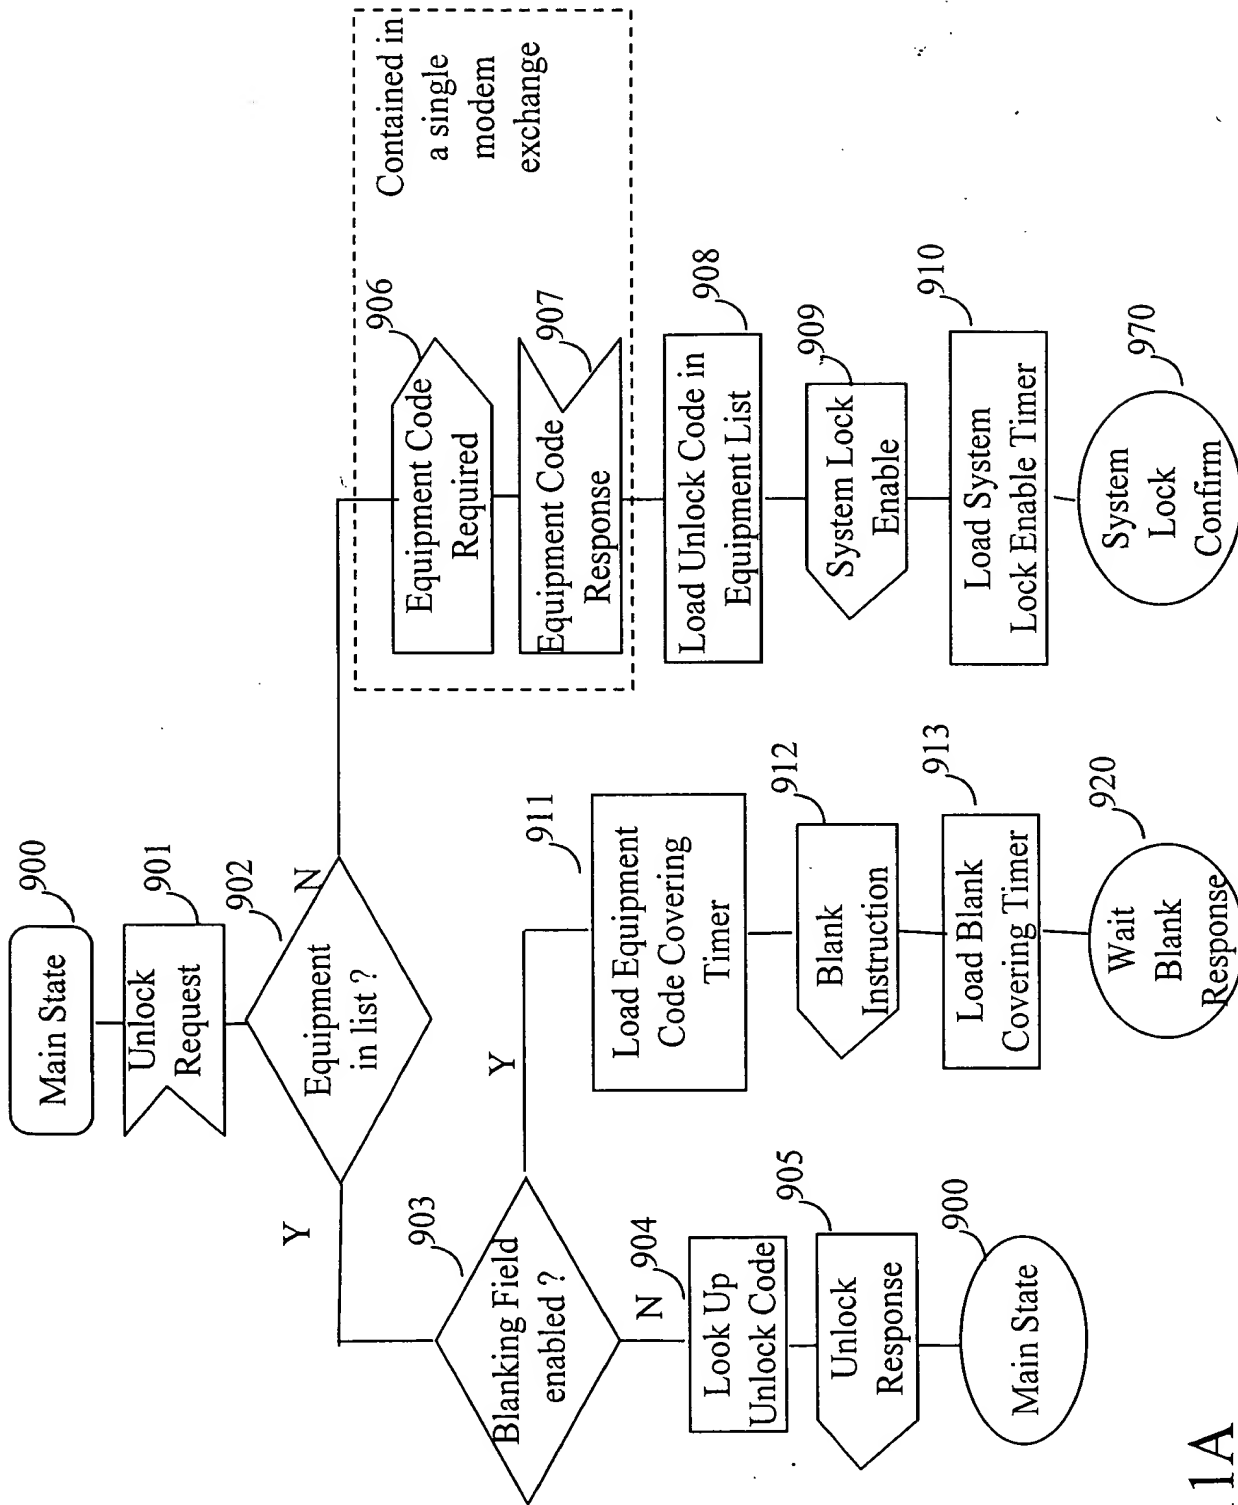 900
Main State
901
Unlock
Request
902
Equipment
in list ?
Y
N
903
Blanking Field
enabled ?
Y
N
904
Look Up
Unlock Code
905
Unlock
Response
900
Main State
911
Load Equipment
Code Covering
Timer
912
Blank
Instruction
913
Load Blank
Covering Timer
920
Wait
Blank
Response
Contained in
a single
modem
exchange
906
Equipment Code
Required
907
Equipment Code
Response
908
Load Unlock Code in
Equipment List
909
System Lock
Enable
910
Load System
Lock Enable Timer
970
System
Lock
Confirm
1A